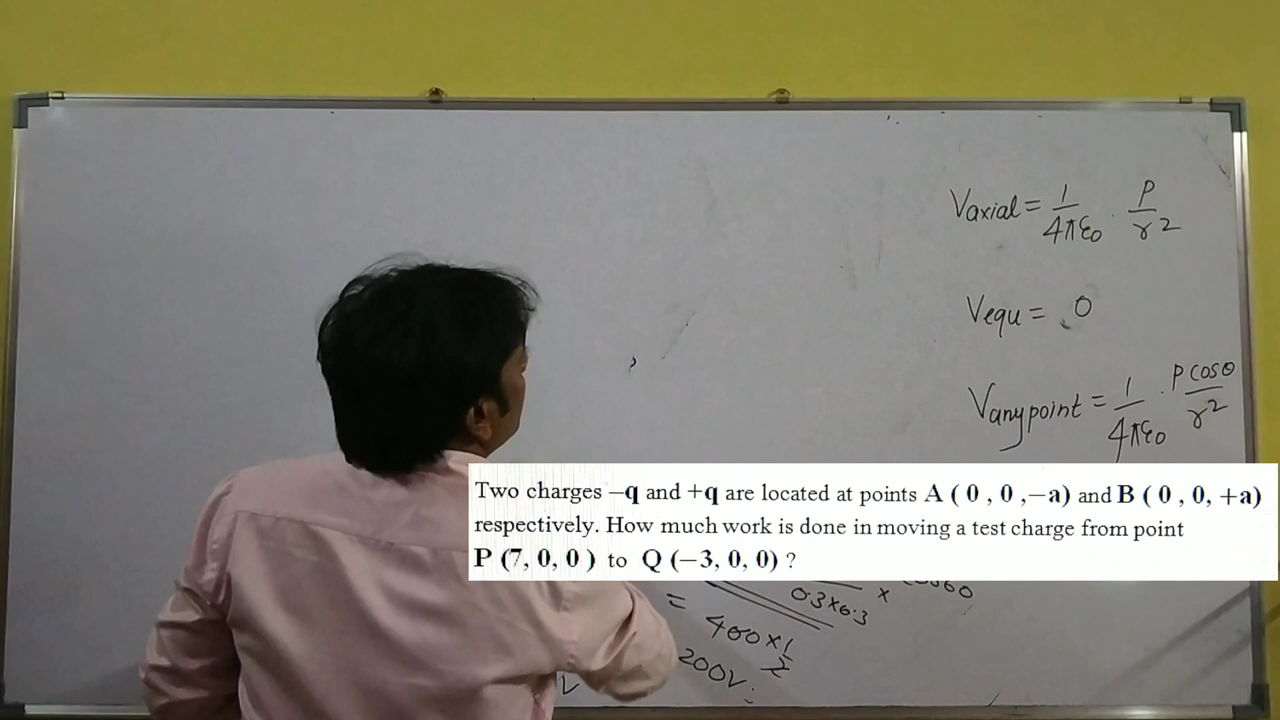 Vaxial = 1/4πε0 · P/r2
Vequ = 0
Vanypoint = 1/4πε0 · P cosθ/r2
Two charges –q and +q are located at points A ( 0 , 0 ,–a) and B ( 0 , 0, +a)
respectively. How much work is done in moving a test charge from point
P (7, 0, 0 ) to Q (–3, 0, 0) ?
0.3×0.3 ×
= 400 × 1/2
200V